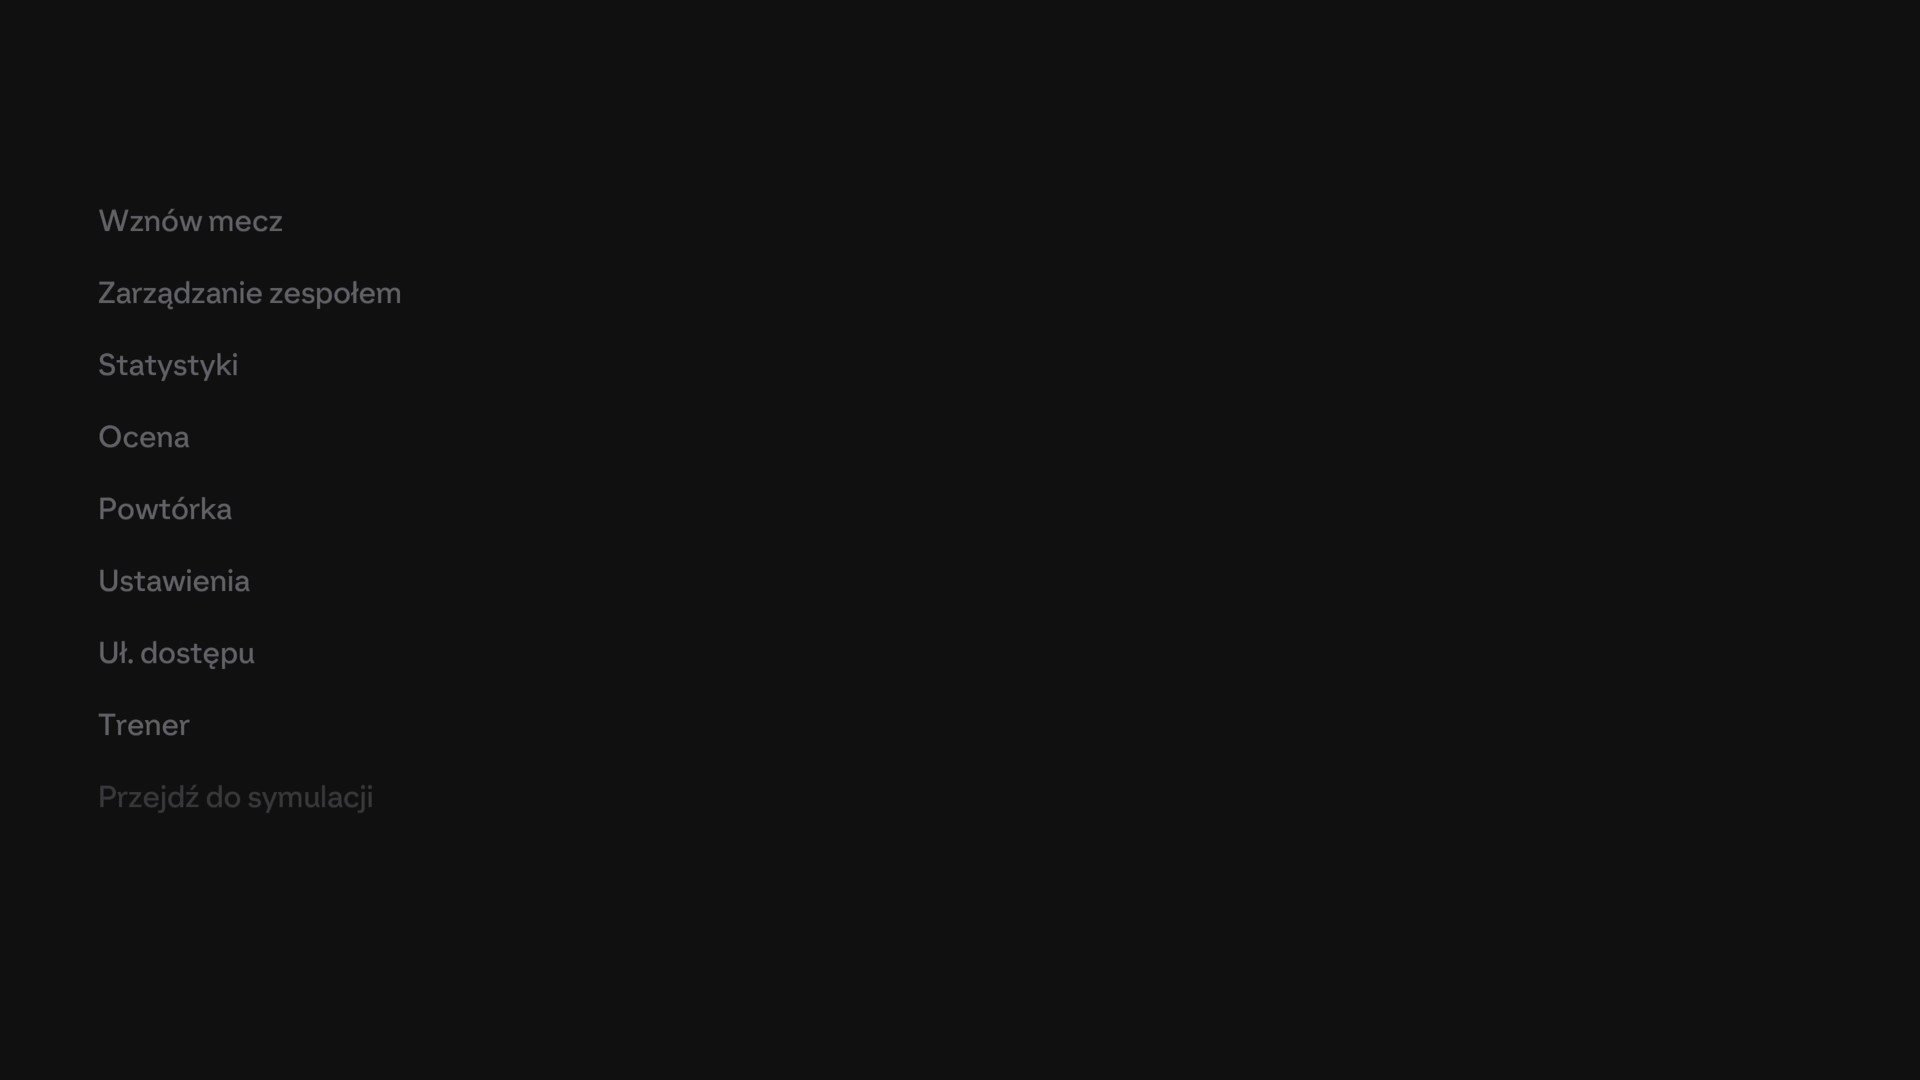 Wznów mecz
Zarządzanie zespołem
Statystyki
Ocena
Powtórka
Ustawienia
Uł. dostępu
Trener
Przejdź do symulacji